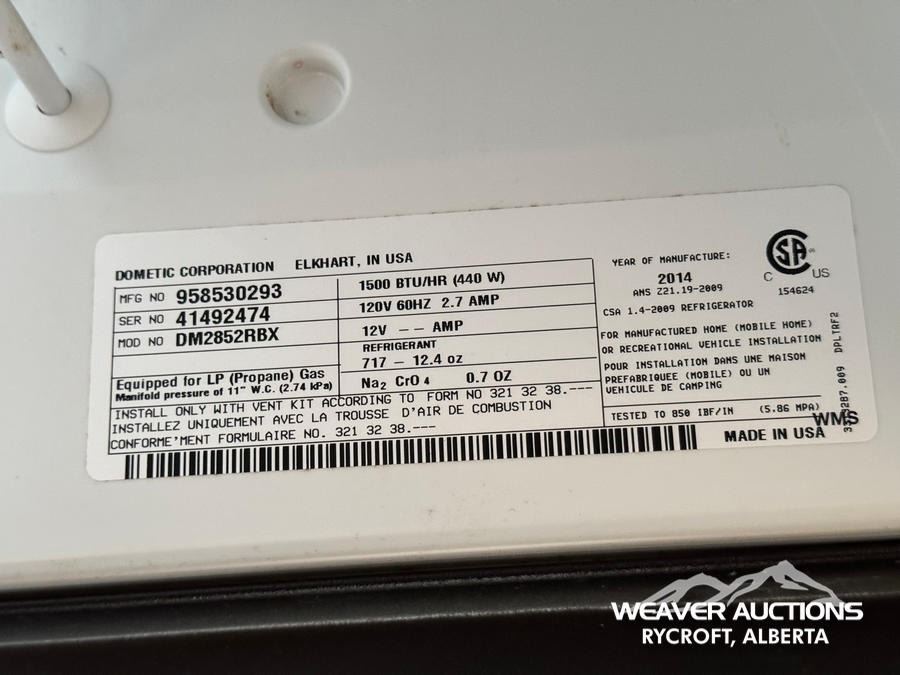 DOMETIC CORPORATION ELKHART, IN USA
MFG NO 958530293
SER NO 41492474
MOD NO DM2852RBX
Equipped for LP (Propane) Gas
Manifold pressure of 11" W.C. (2.74 kPa)
1500 BTU/HR (440 W)
120V 60HZ 2.7 AMP
12V -- AMP
REFRIGERANT
717 - 12.4 oz
Na₂ CrO₄ 0.7 OZ
INSTALL ONLY WITH VENT KIT ACCORDING TO FORM NO 321 32 38.---
INSTALLEZ UNIQUEMENT AVEC LA TROUSSE D'AIR DE COMBUSTION
CONFORME'MENT FORMULAIRE NO. 321 32 38.---
YEAR OF MANUFACTURE:
2014
ANS Z21.19-2009
CSA 1.4-2009 REFRIGERATOR
CSA
C US
154624
FOR MANUFACTURED HOME (MOBILE HOME)
OR RECREATIONAL VEHICLE INSTALLATION
POUR INSTALLATION DANS UNE MAISON
PREFABRIQUEE (MOBILE) OU UN
VEHICULE DE CAMPING
TESTED TO 850 IBF/IN (5.86 MPA)
WMS
MADE IN USA
DPLTRF2
WEAVER AUCTIONS
RYCROFT, ALBERTA